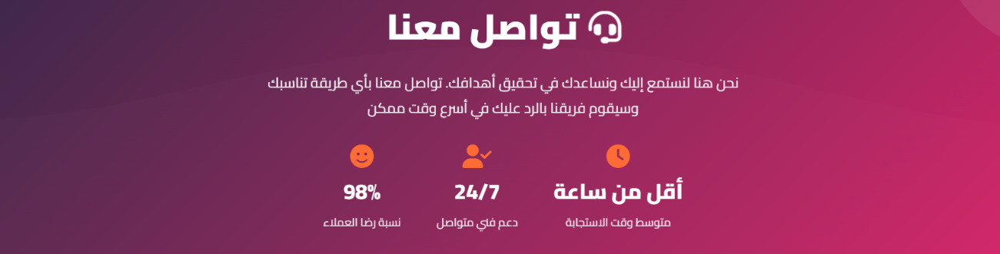 تواصل معنا
نحن هنا لنستمع إليك ونساعدك في تحقيق أهدافك. تواصل معنا بأي طريقة تناسبك
وسيقوم فريقنا بالرد عليك في أسرع وقت ممكن
أقل من ساعة
متوسط وقت الاستجابة
24/7
دعم فني متواصل
98%
نسبة رضا العملاء